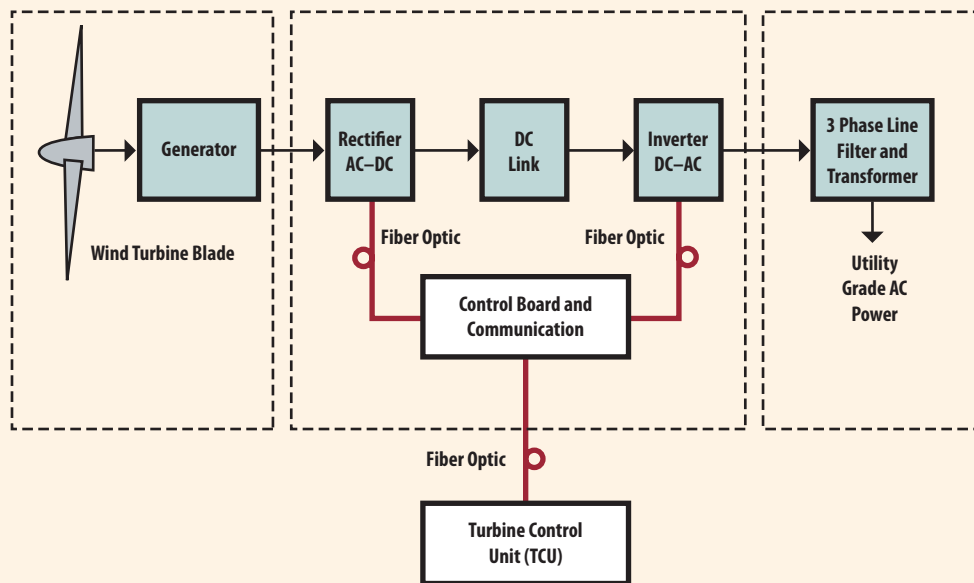 Generator
Rectifier
AC–DC
DC
Link
Inverter
DC–AC
3 Phase Line
Filter and
Transformer
Wind Turbine Blade
Fiber Optic
Fiber Optic
Utility
Grade AC
Power
Control Board and
Communication
Fiber Optic
Turbine Control
Unit (TCU)